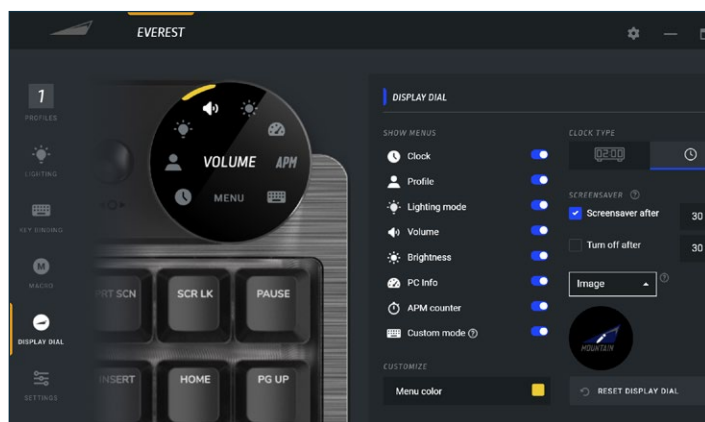 EVEREST
1
PROFILES
LIGHTING
KEY BINDING
M
MACRO
DISPLAY DIAL
SETTINGS
VOLUME
APM
MENU
PRT SCN
SCR LK
PAUSE
INSERT
HOME
PG UP
DISPLAY DIAL
SHOW MENUS
Clock
Profile
Lighting mode
Volume
Brightness
PC Info
APM counter
Custom mode ?
CUSTOMIZE
Menu color
CLOCK TYPE
02:00
SCREENSAVER ?
Screensaver after 30
Turn off after 30
Image ?
MOUNTAIN
RESET DISPLAY DIAL